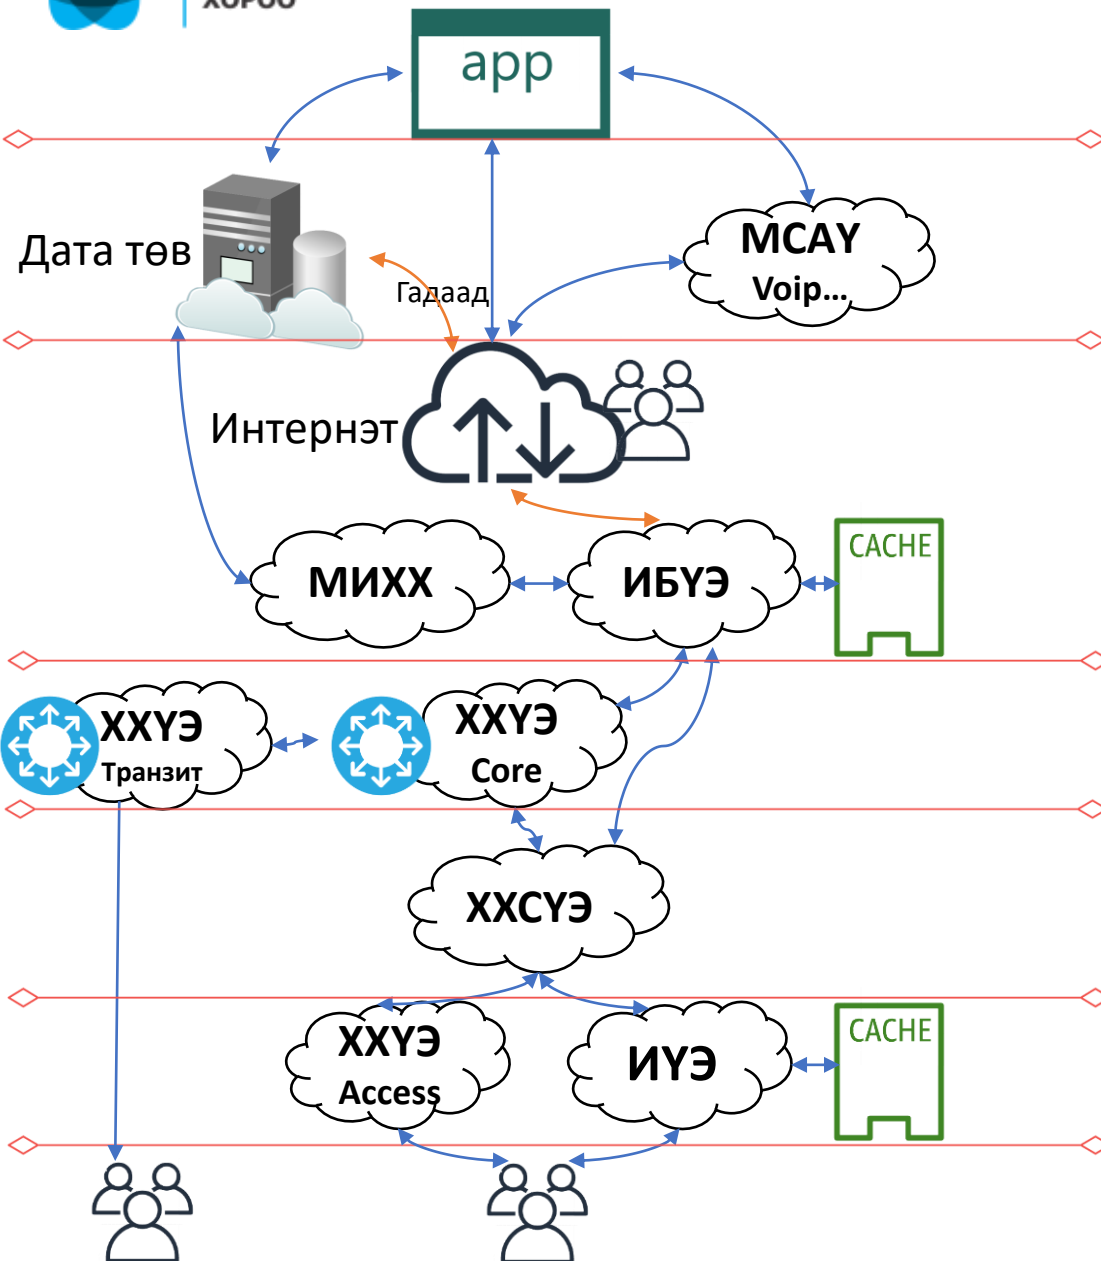 ХОРОО
app
МСАҮ
Voip...
Дата төв
Гадаад
Интернэт
МИХХ
ИБҮЭ
CACHE
ХХҮЭ
Транзит
ХХҮЭ
Core
ХХСҮЭ
ХХҮЭ
Access
ИҮЭ
CACHE